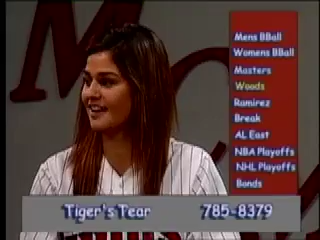 Mens BBall
Womens BBall
Masters
Woods
Ramirez
Break
AL East
NBA Playoffs
NHL Playoffs
Bonds
Tiger's Tear 785-8379